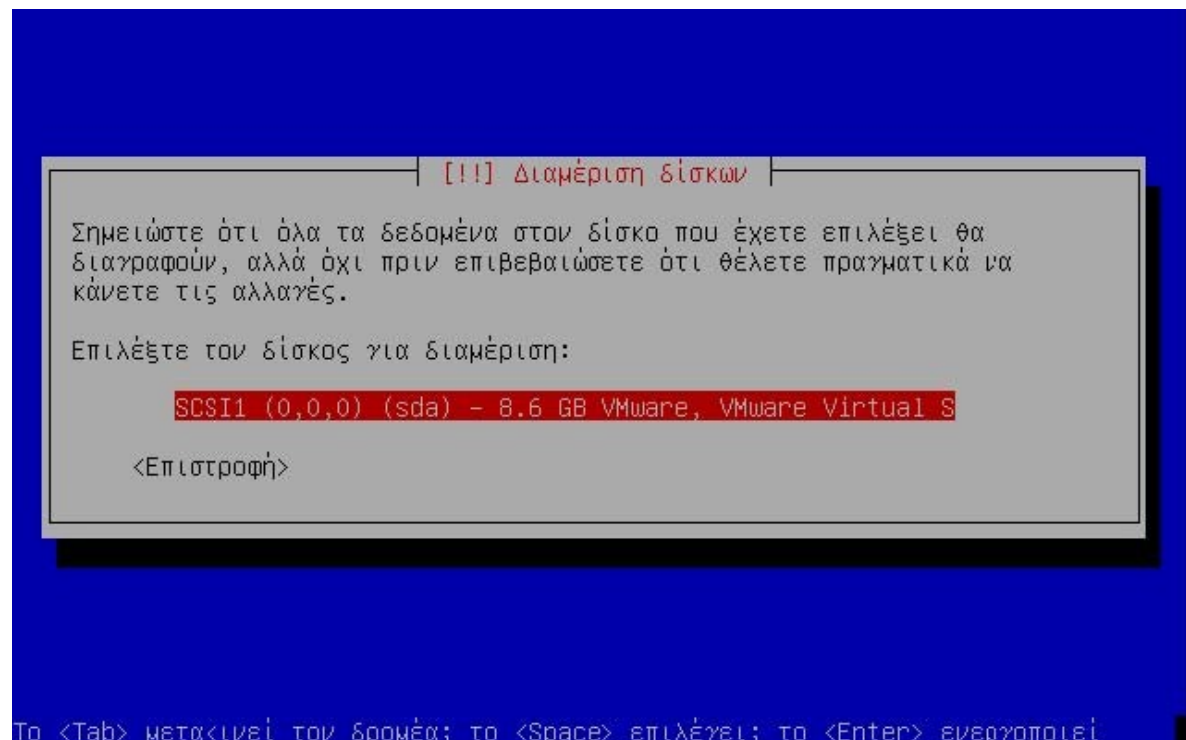 [!!] Διαμέριση δίσκων
Σημειώστε ότι όλα τα δεδομένα στον δίσκο που έχετε επιλέξει θα
διαγραφούν, αλλά όχι πριν επιβεβαιώσετε ότι θέλετε πραγματικά να
κάνετε τις αλλαγές.
Επιλέξτε τον δίσκος για διαμέριση:
SCSI1 (0,0,0) (sda) – 8.6 GB VMware, VMware Virtual S
<Επιστροφή>
Το <Tab> μετακινεί τον δρομέα; το <Space> επιλέγει; το <Enter> ενεργοποιεί